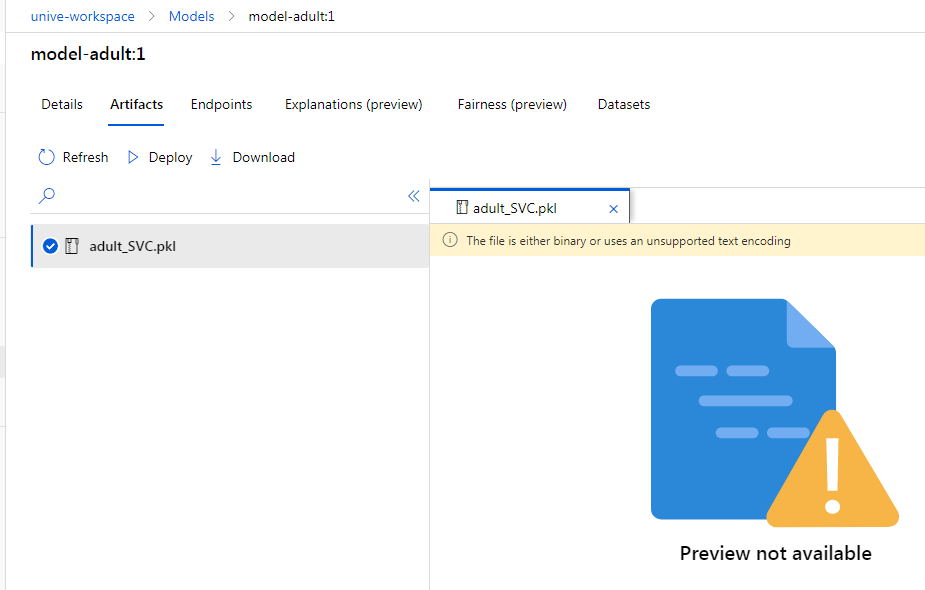 unive-workspace > Models > model-adult:1
model-adult:1
Details Artifacts Endpoints Explanations (preview) Fairness (preview) Datasets
Refresh Deploy Download
adult_SVC.pkl
adult_SVC.pkl
The file is either binary or uses an unsupported text encoding
Preview not available